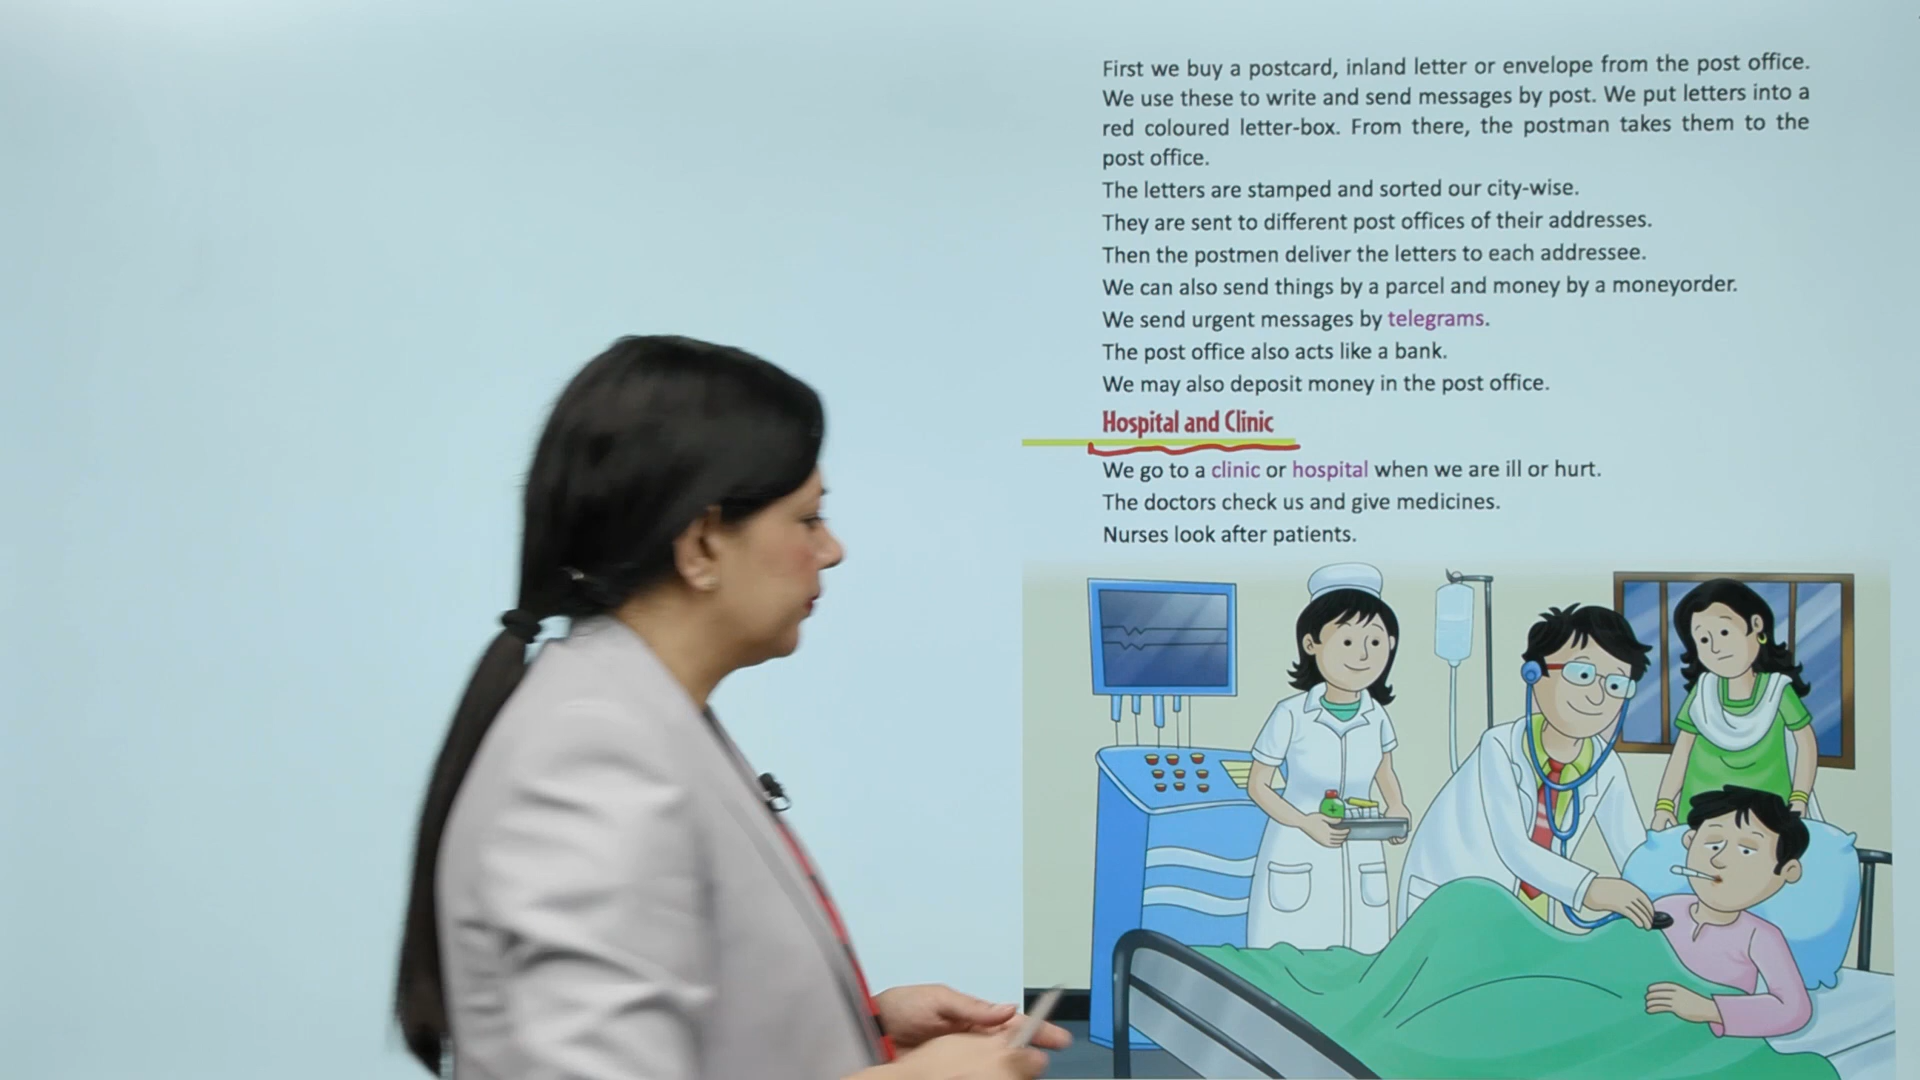 First we buy a postcard, inland letter or envelope from the post office.
We use these to write and send messages by post. We put letters into a
red coloured letter-box. From there, the postman takes them to the
post office.
The letters are stamped and sorted our city-wise.
They are sent to different post offices of their addresses.
Then the postmen deliver the letters to each addressee.
We can also send things by a parcel and money by a moneyorder.
We send urgent messages by telegrams.
The post office also acts like a bank.
We may also deposit money in the post office.
Hospital and Clinic
We go to a clinic or hospital when we are ill or hurt.
The doctors check us and give medicines.
Nurses look after patients.